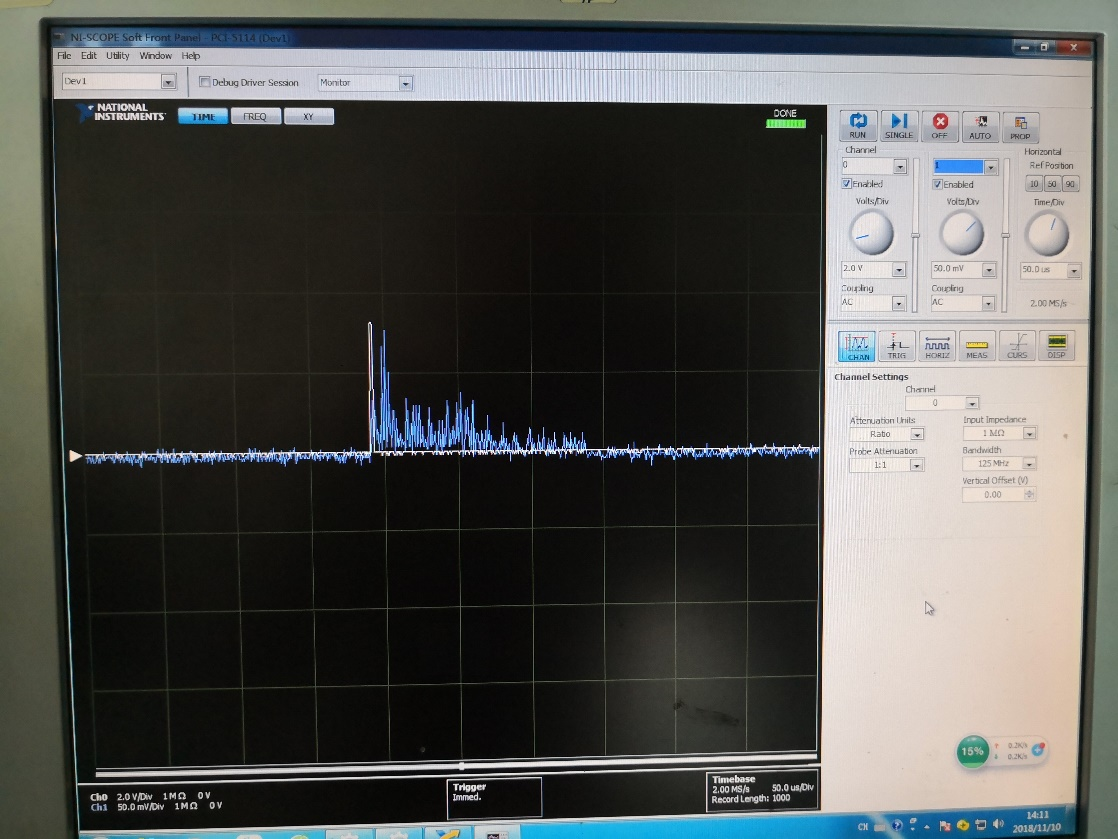 NI-SCOPE Soft Front Panel - PCI-5114 (Dev1)
File Edit Utility Window Help
Dev1
Debug Driver Session
Monitor
NATIONAL
INSTRUMENTS
TIME
FREQ
XY
DONE
RUN
SINGLE
OFF
AUTO
PROP
Channel
0
1
Enabled
Enabled
Volts/Div
Volts/Div
2.0 V
50.0 mV
Coupling
Coupling
AC
AC
Horizontal
Ref Position
10 50 90
Time/Div
50.0 us
2.00 MS/s
CHAN
TRIG
HORIZ
MEAS
CURS
DISP
Channel Settings
Channel
0
Attenuation Units
Ratio
Input Impedance
1 MΩ
Probe Attenuation
1:1
Bandwidth
125 MHz
Vertical Offset (V)
0.00
15%
0.2K/s
0.2K/s
Ch0 2.0 V/Div 1 MΩ 0 V
Ch1 50.0 mV/Div 1 MΩ 0 V
Trigger
Immed.
Timebase
2.00 MS/s 50.0 us/Div
Record Length: 1000
CH
14:11
2018/11/10